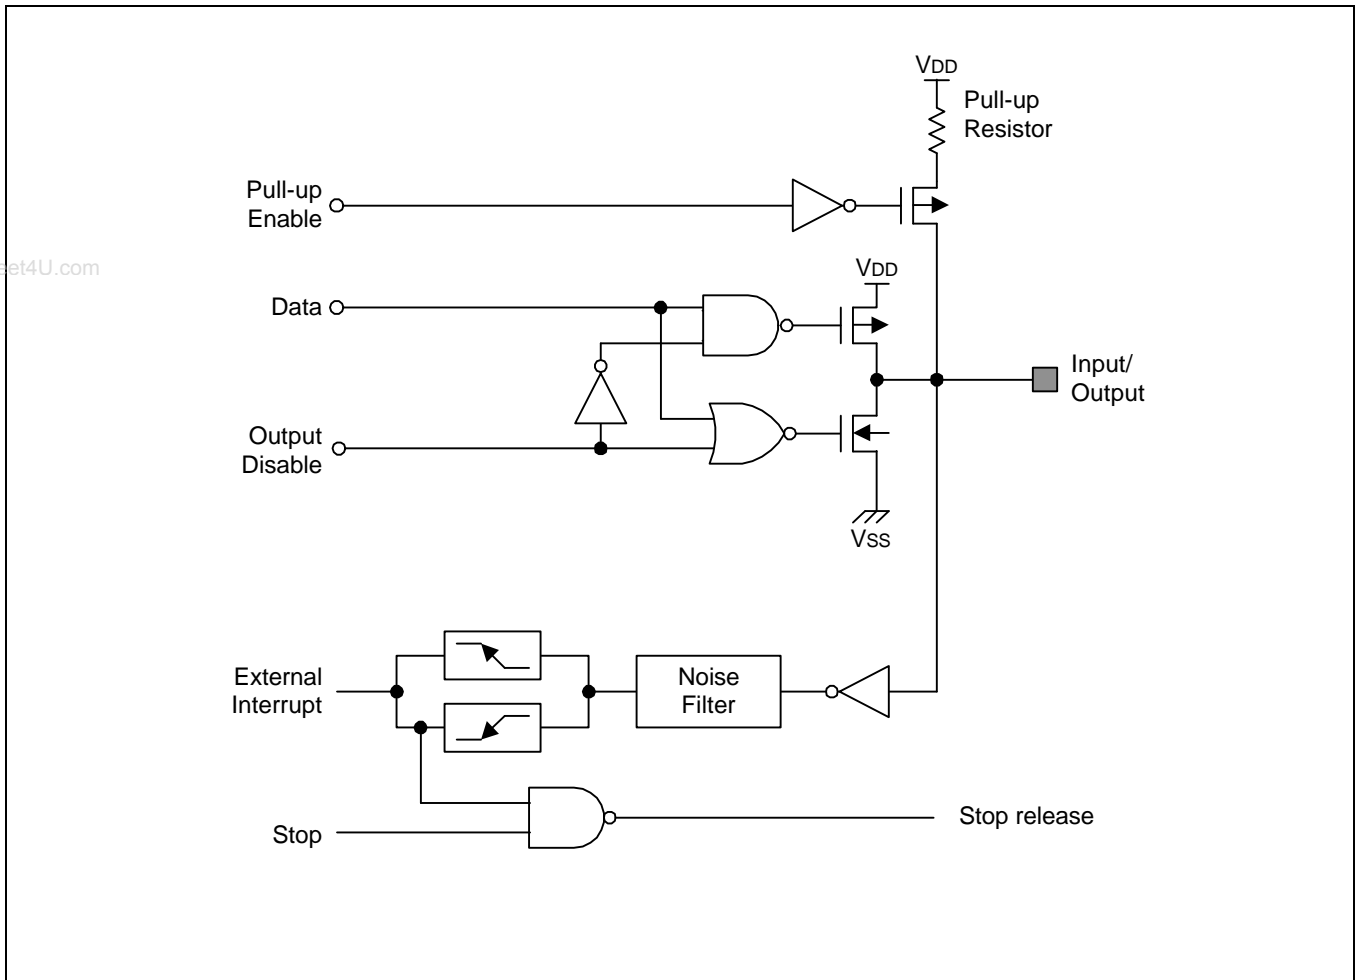 VDD
Pull-up
Resistor
Pull-up
Enable
et4U.com
VDD
Data
Input/
Output
Output
Disable
VSS
External
Interrupt
Noise
Filter
Stop
Stop release